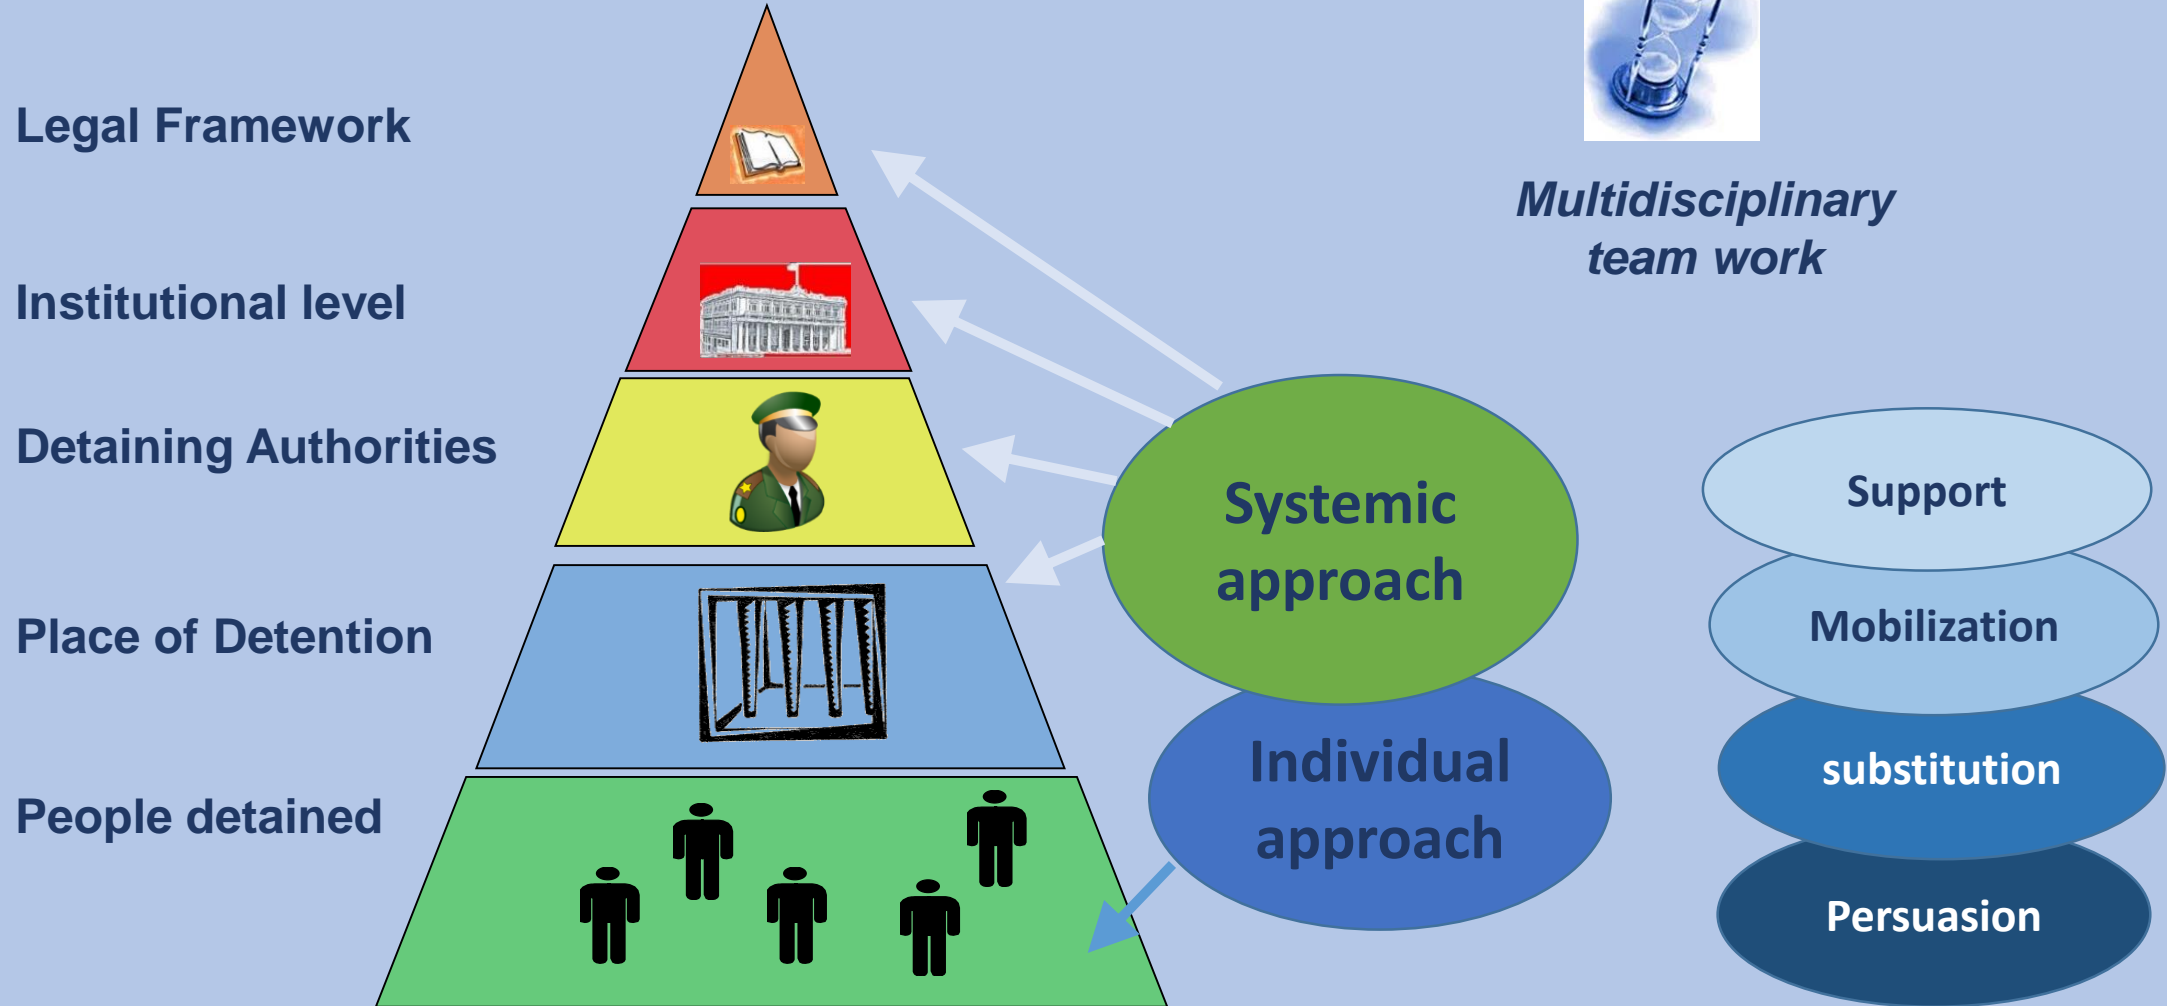 Legal Framework
Institutional level
Detaining Authorities
Place of Detention
People detained
Systemic
approach
Individual
approach
Multidisciplinary
team work
Support
Mobilization
substitution
Persuasion